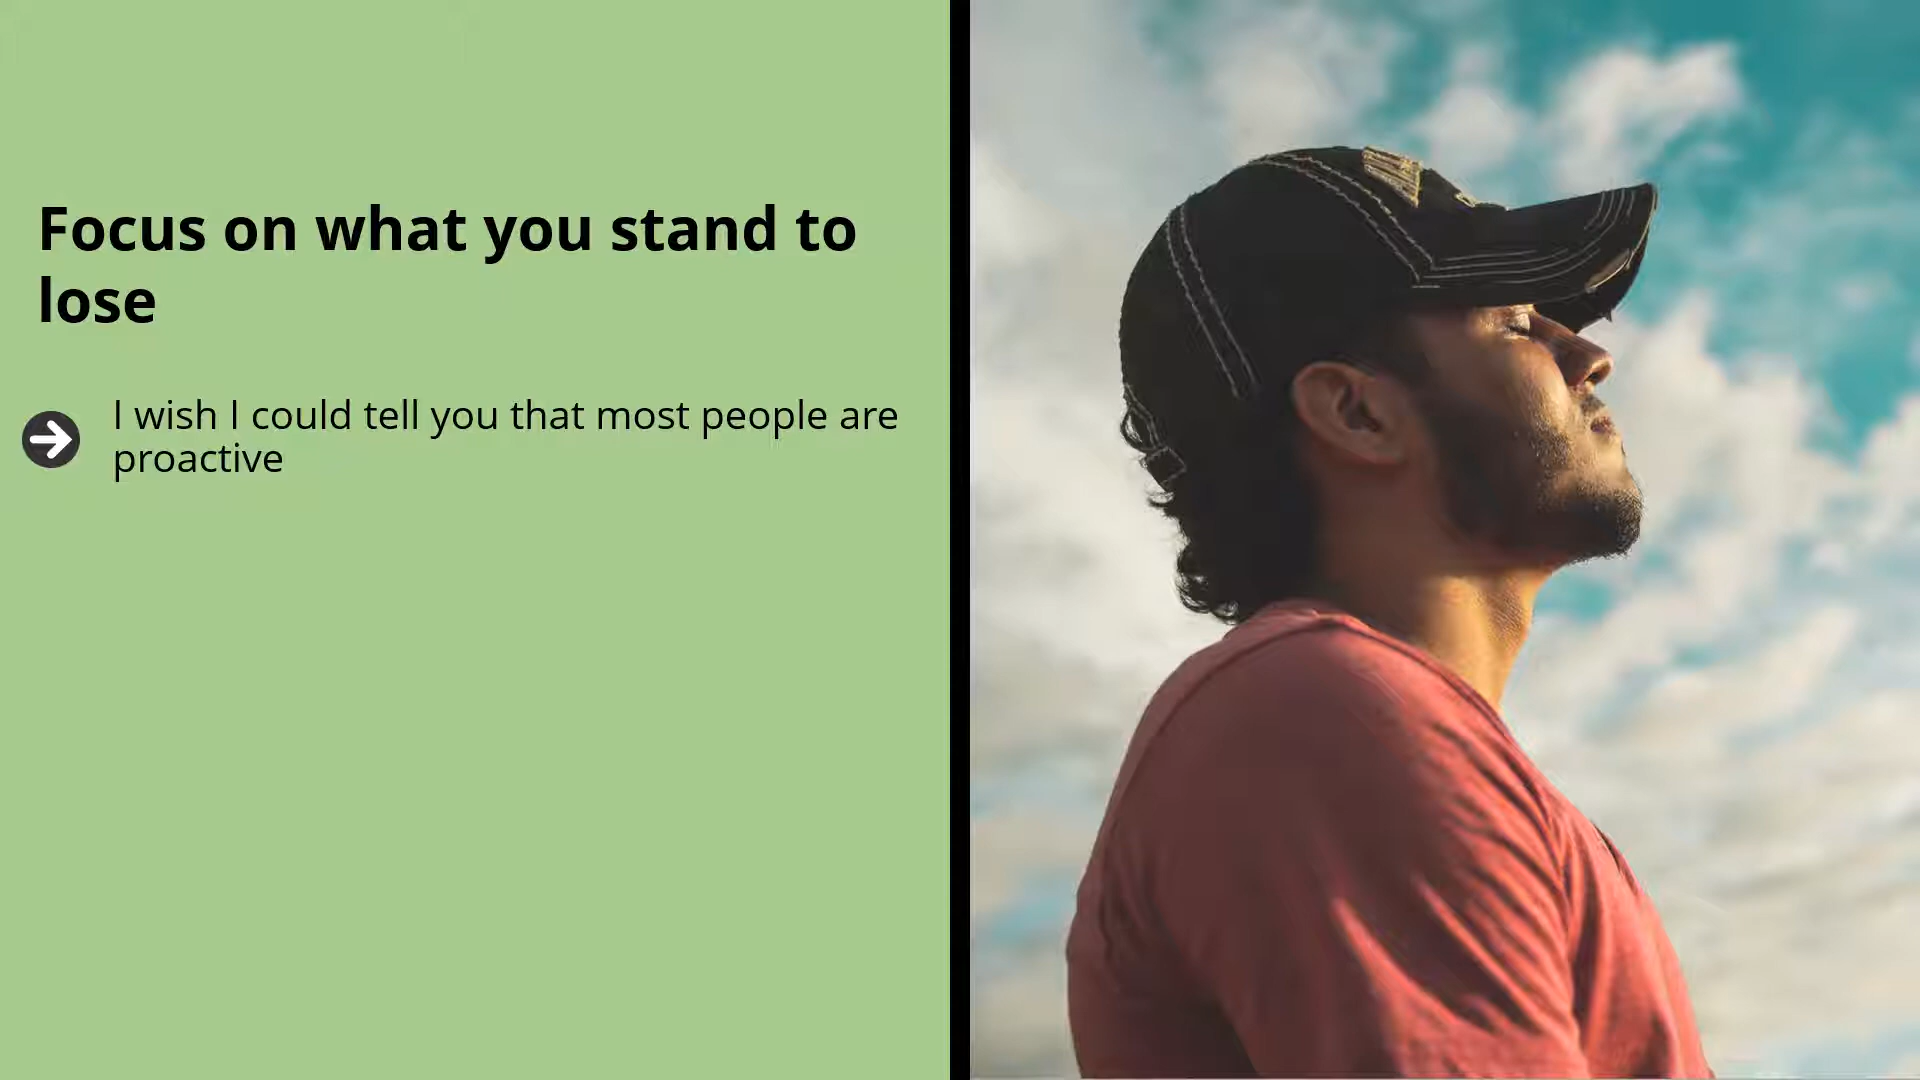 Focus on what you stand to
lose
I wish I could tell you that most people are
proactive